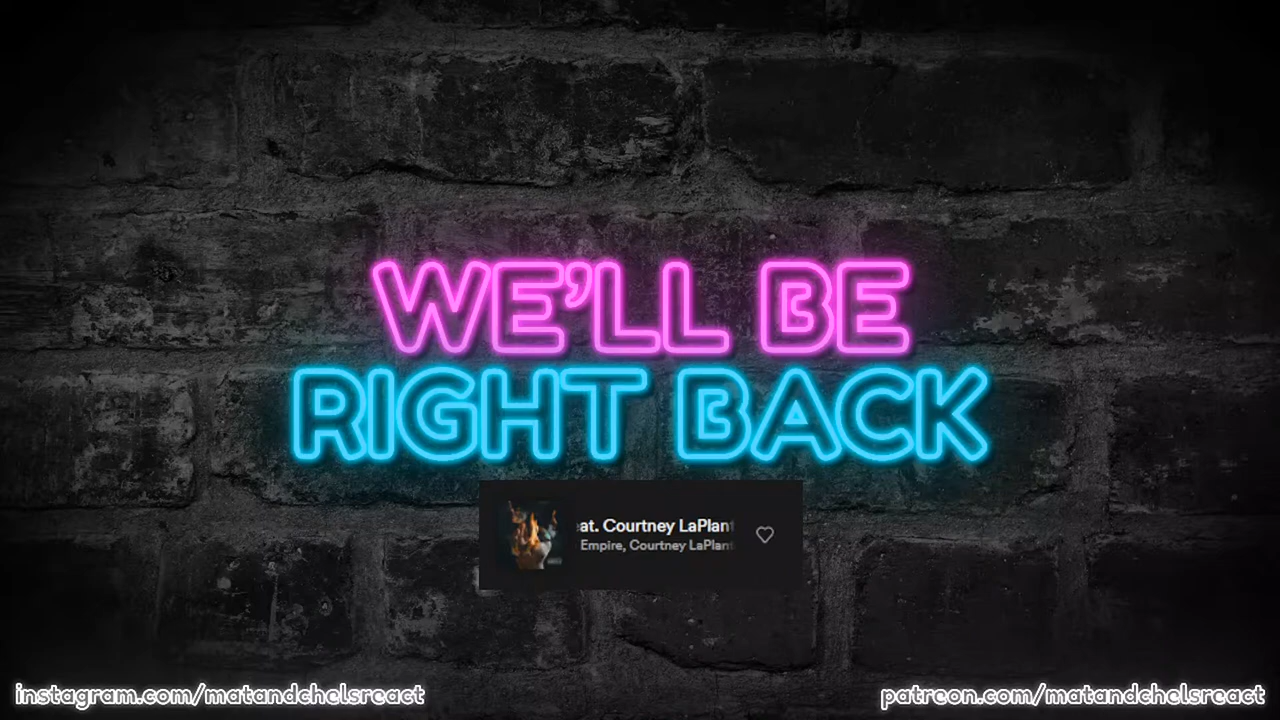 WE'LL BE
RIGHT BACK
eat. Courtney LaPlant
Empire, Courtney LaPlant
instagram.com/matandchelsreact
patreon.com/matandchelsreact